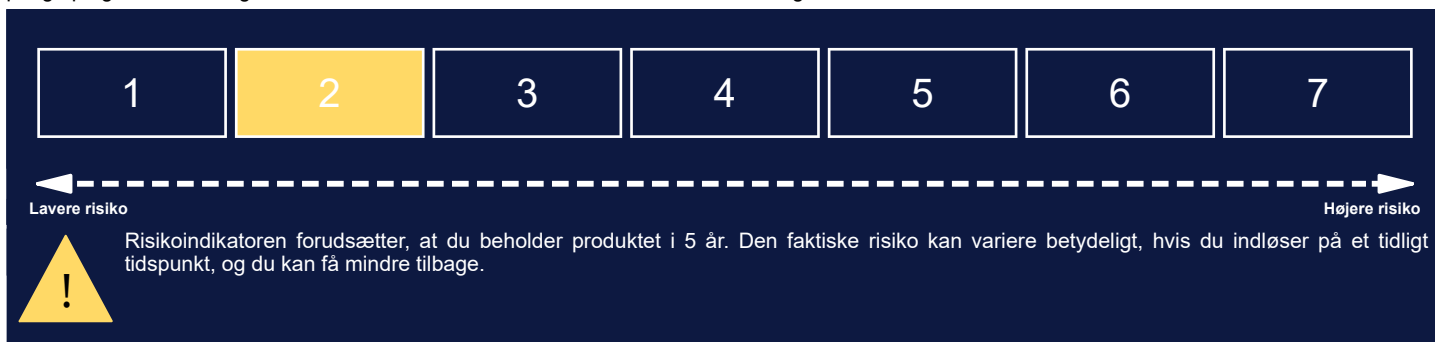 1 2 3 4 5 6 7
Lavere risiko Højere risiko
Risikoindikatoren forudsætter, at du beholder produktet i 5 år. Den faktiske risiko kan variere betydeligt, hvis du indløser på et tidligt
tidspunkt, og du kan få mindre tilbage.
!